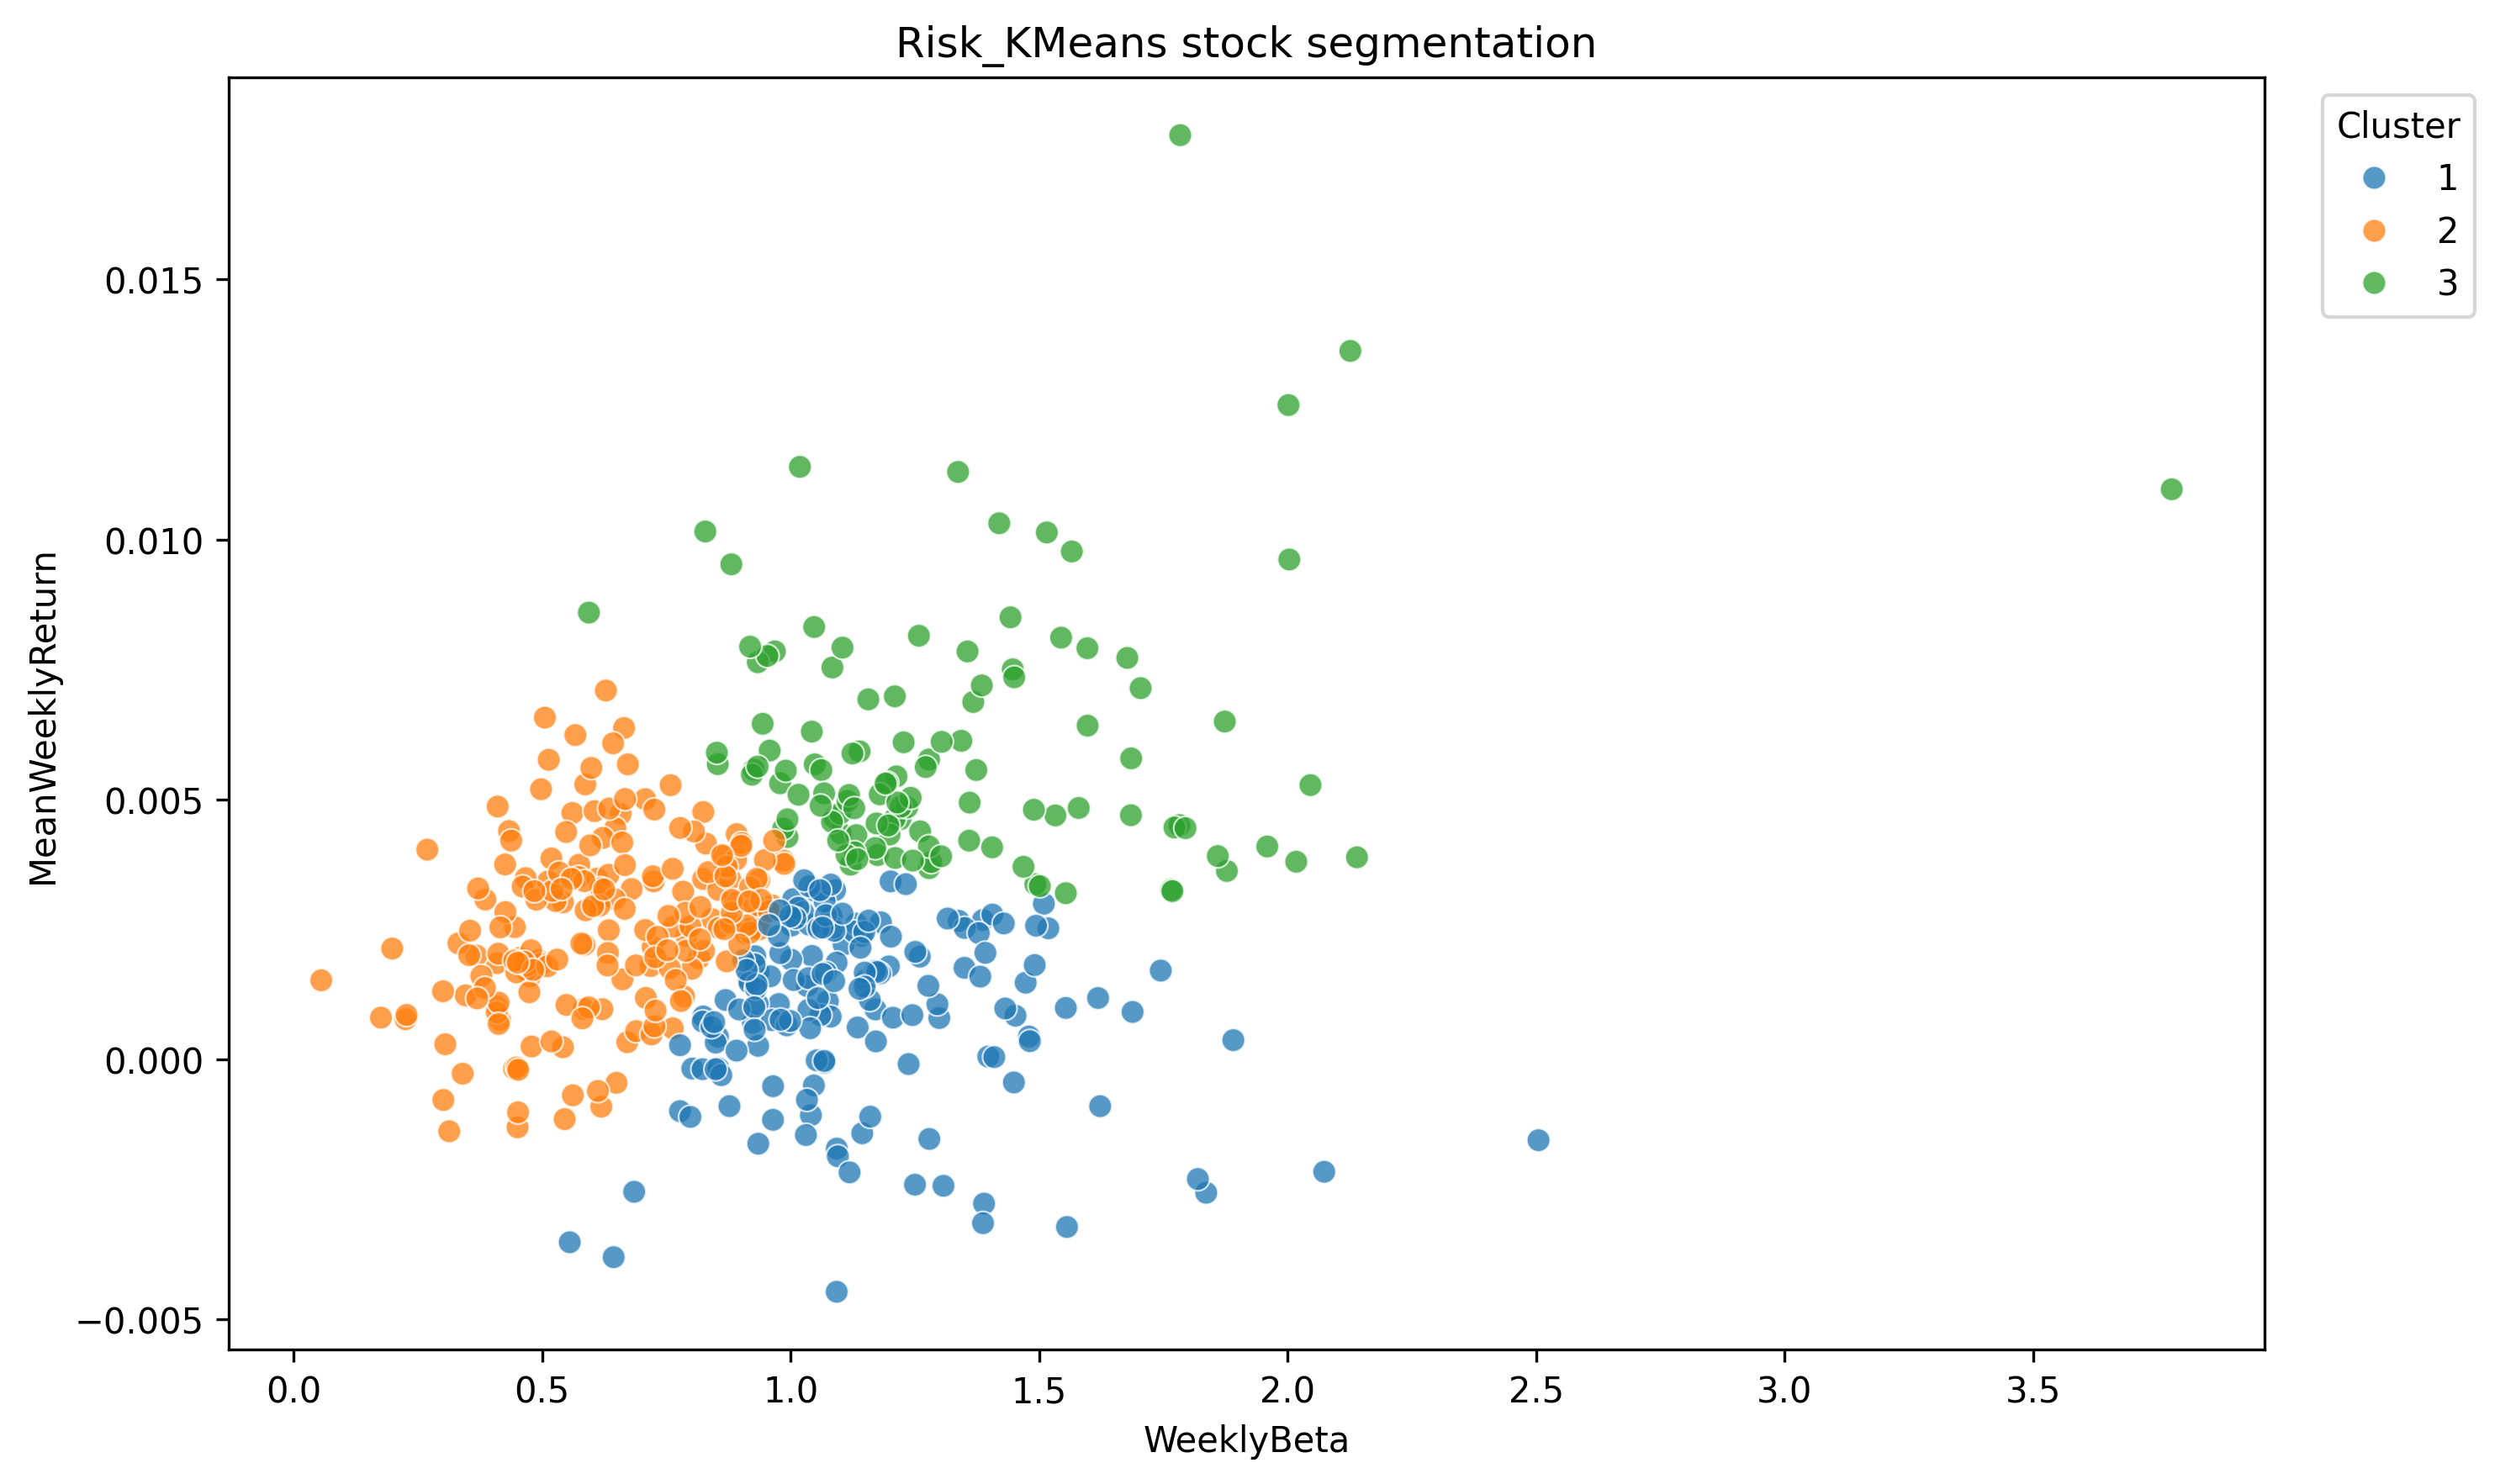 Risk_KMeans stock segmentation
Cluster
1
2
3
MeanWeeklyReturn
0.015
0.010
0.005
0.000
−0.005
0.0 0.5 1.0 1.5 2.0 2.5 3.0 3.5
WeeklyBeta